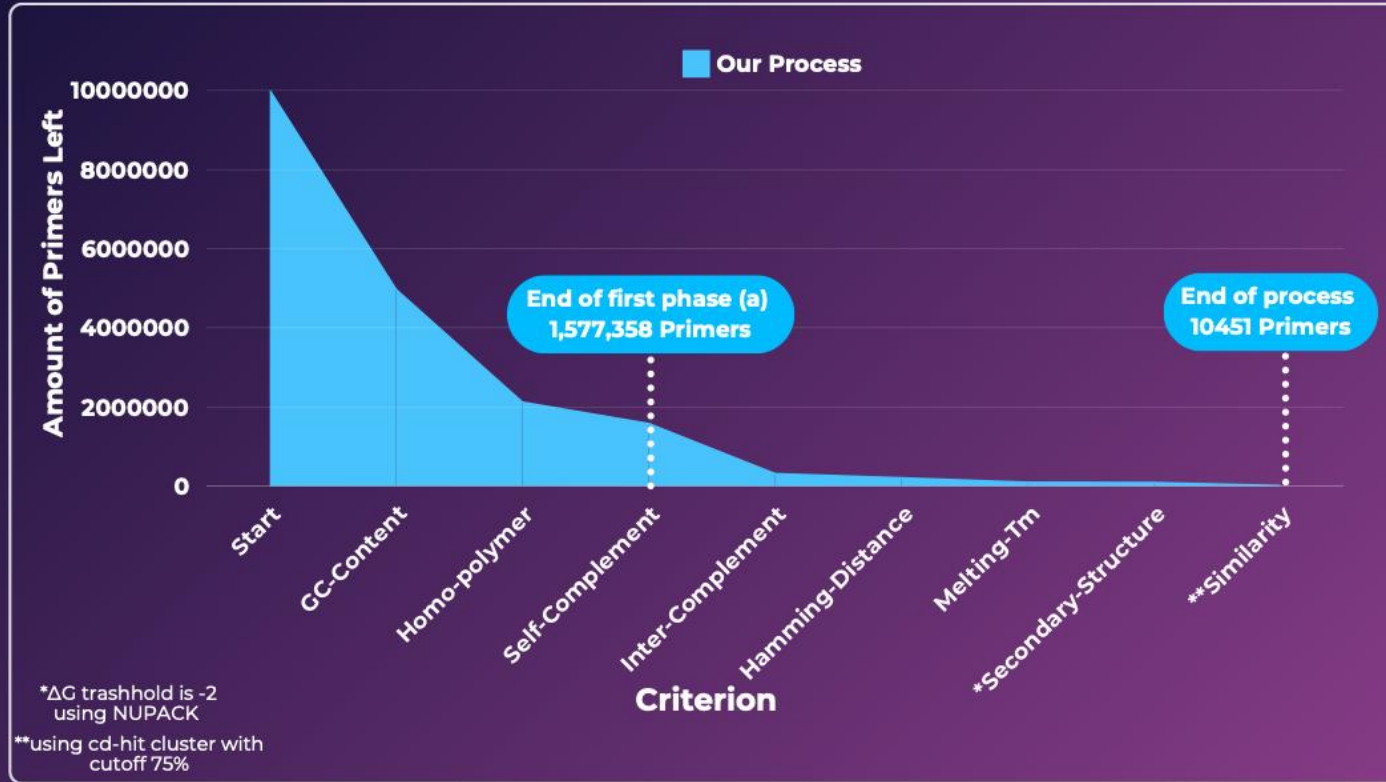 Our Process
Amount of Primers Left
10000000
8000000
6000000
4000000
2000000
0
End of first phase (a)
1,577,358 Primers
End of process
10451 Primers
Start
GC-Content
Homo-polymer
Self-Complement
Inter-Complement
Hamming-Distance
Melting-Tm
*Secondary-Structure
**Similarity
Criterion
*ΔG trashhold is -2
using NUPACK
**using cd-hit cluster with
cutoff 75%